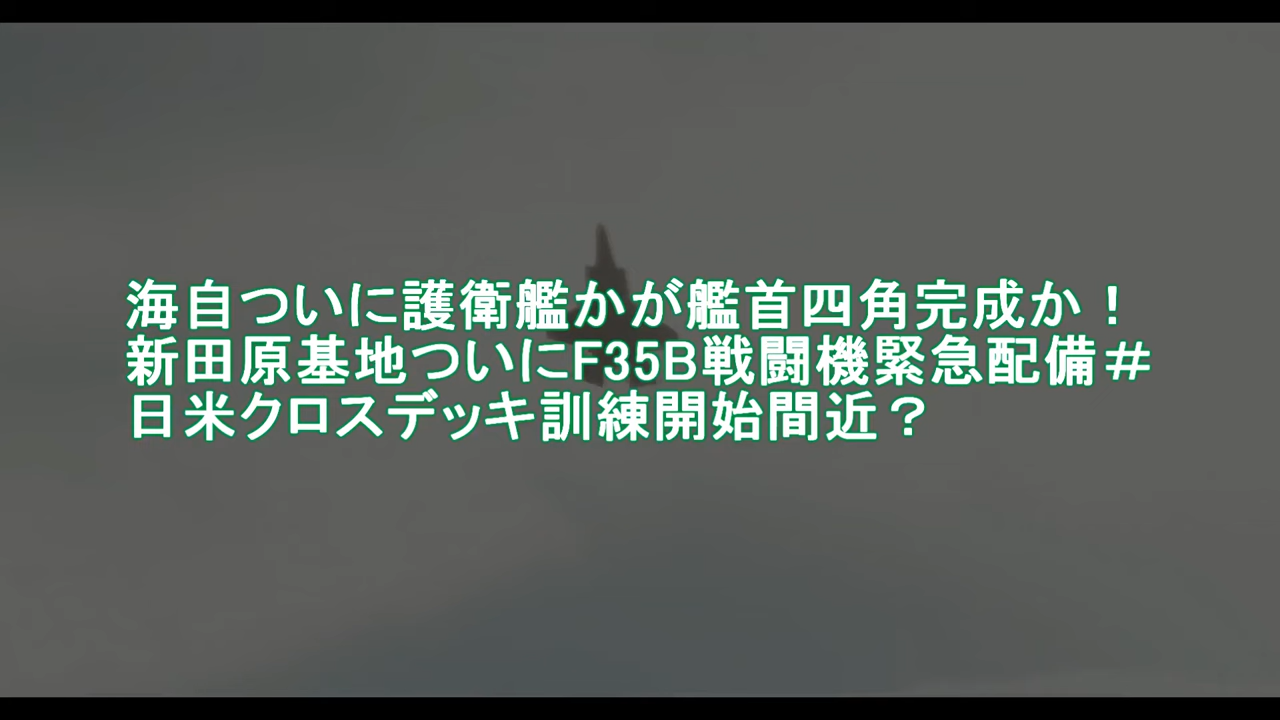 海自ついに護衛艦かが艦首四角完成か！
新田原基地ついにF35B戦闘機緊急配備＃
日米クロスデッキ訓練開始間近？